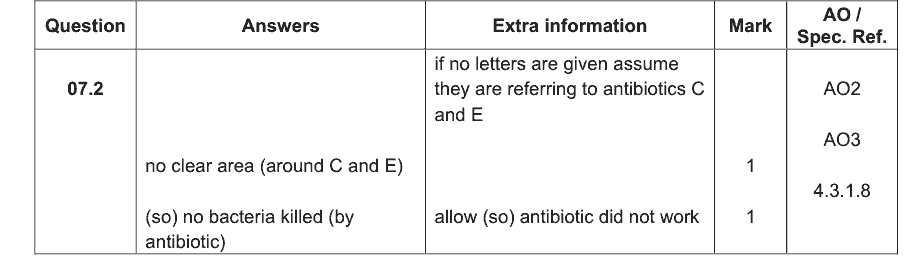 Question Answers Extra information Mark AO /
Spec. Ref.
if no letters are given assume
07.2 they are referring to antibiotics C AO2
and E
AO3
no clear area (around C and E) 1
4.3.1.8
(so) no bacteria killed (by allow (so) antibiotic did not work 1
antibiotic)